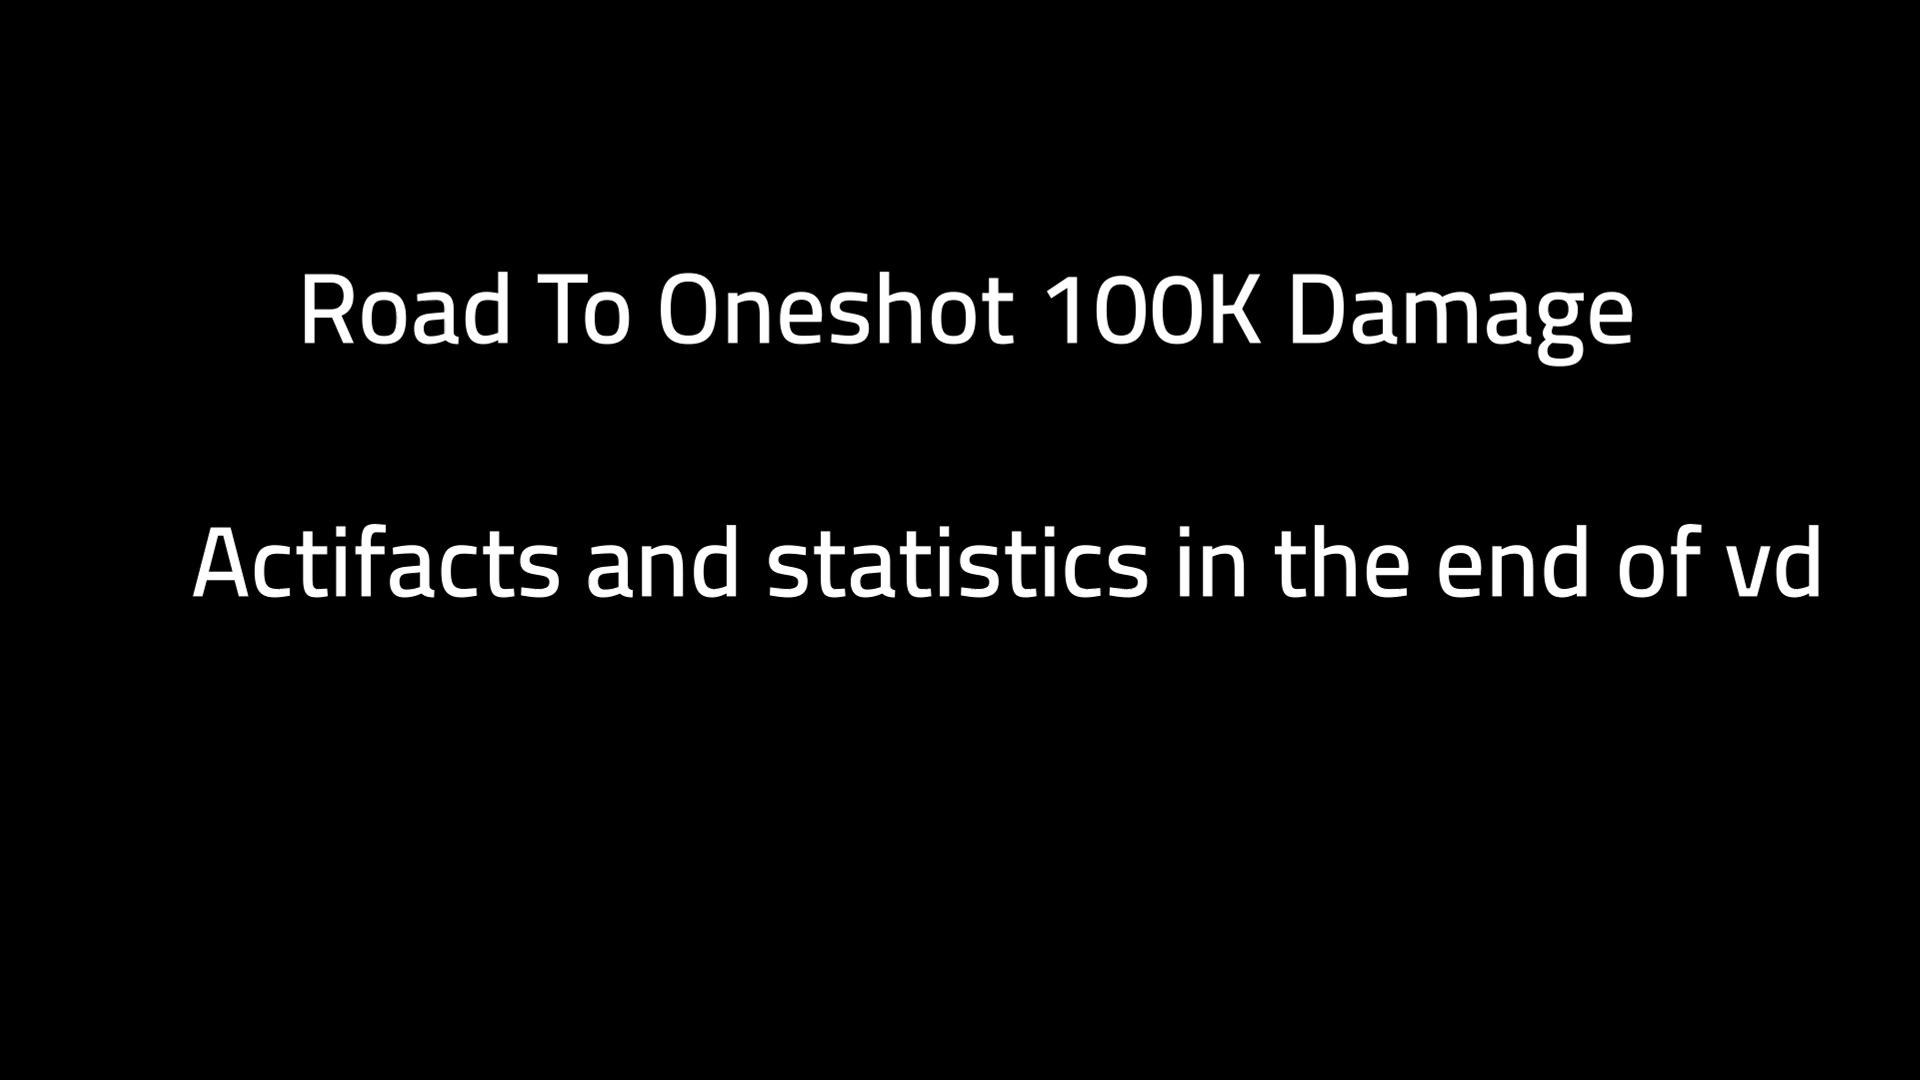 Road To Oneshot 100K Damage
Actifacts and statistics in the end of vd